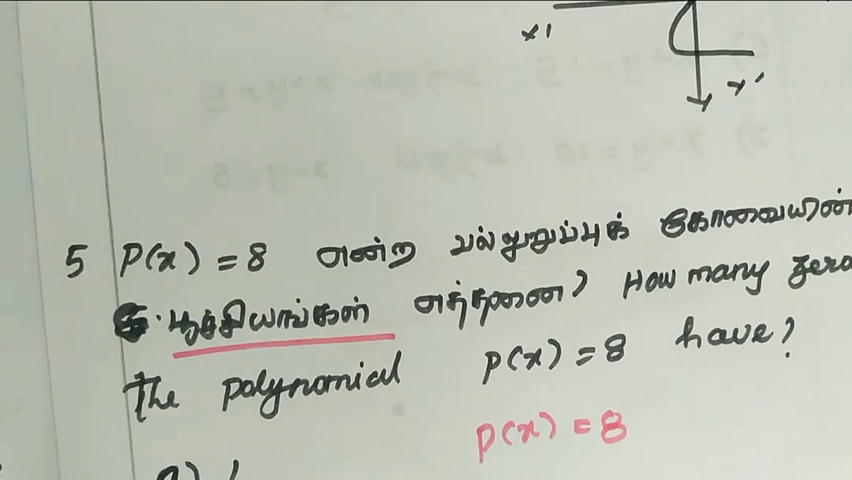 x'
Y'
5 P(x) = 8 என்ற பல்லுறுப்புக் கோவையின்
பூச்சியங்கள் எத்தனை? How many zero
The polynomial P(x) = 8 have?
P(x) = 8